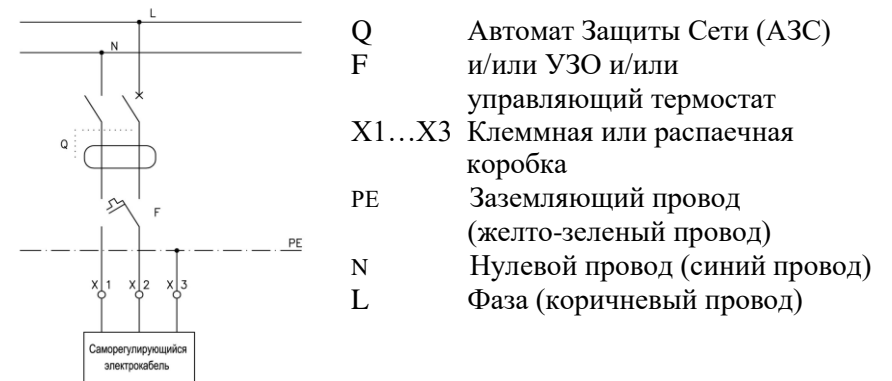 L
N
Q
F
PE
X 1 X 2 X 3
Саморегулирующийся
электрокабель
Q Автомат Защиты Сети (АЗС)
F и/или УЗО и/или
управляющий термостат
X1…X3 Клеммная или распаечная
коробка
PE Заземляющий провод
(желто-зеленый провод)
N Нулевой провод (синий провод)
L Фаза (коричневый провод)